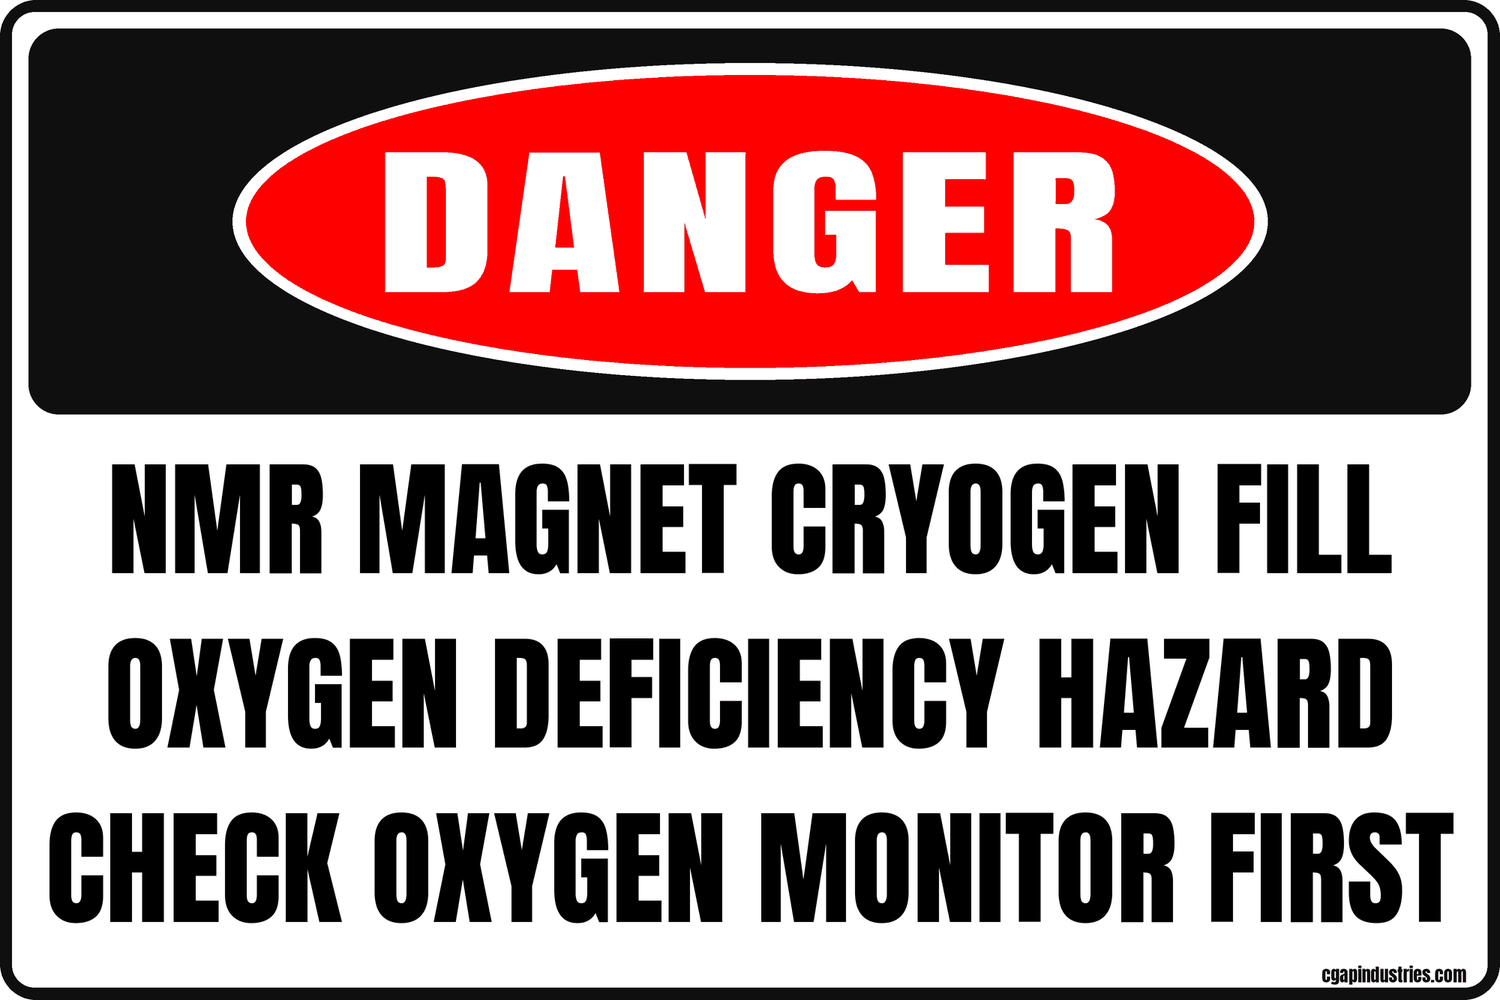 DANGER
NMR MAGNET CRYOGEN FILL
OXYGEN DEFICIENCY HAZARD
CHECK OXYGEN MONITOR FIRST
cgapindustries.com